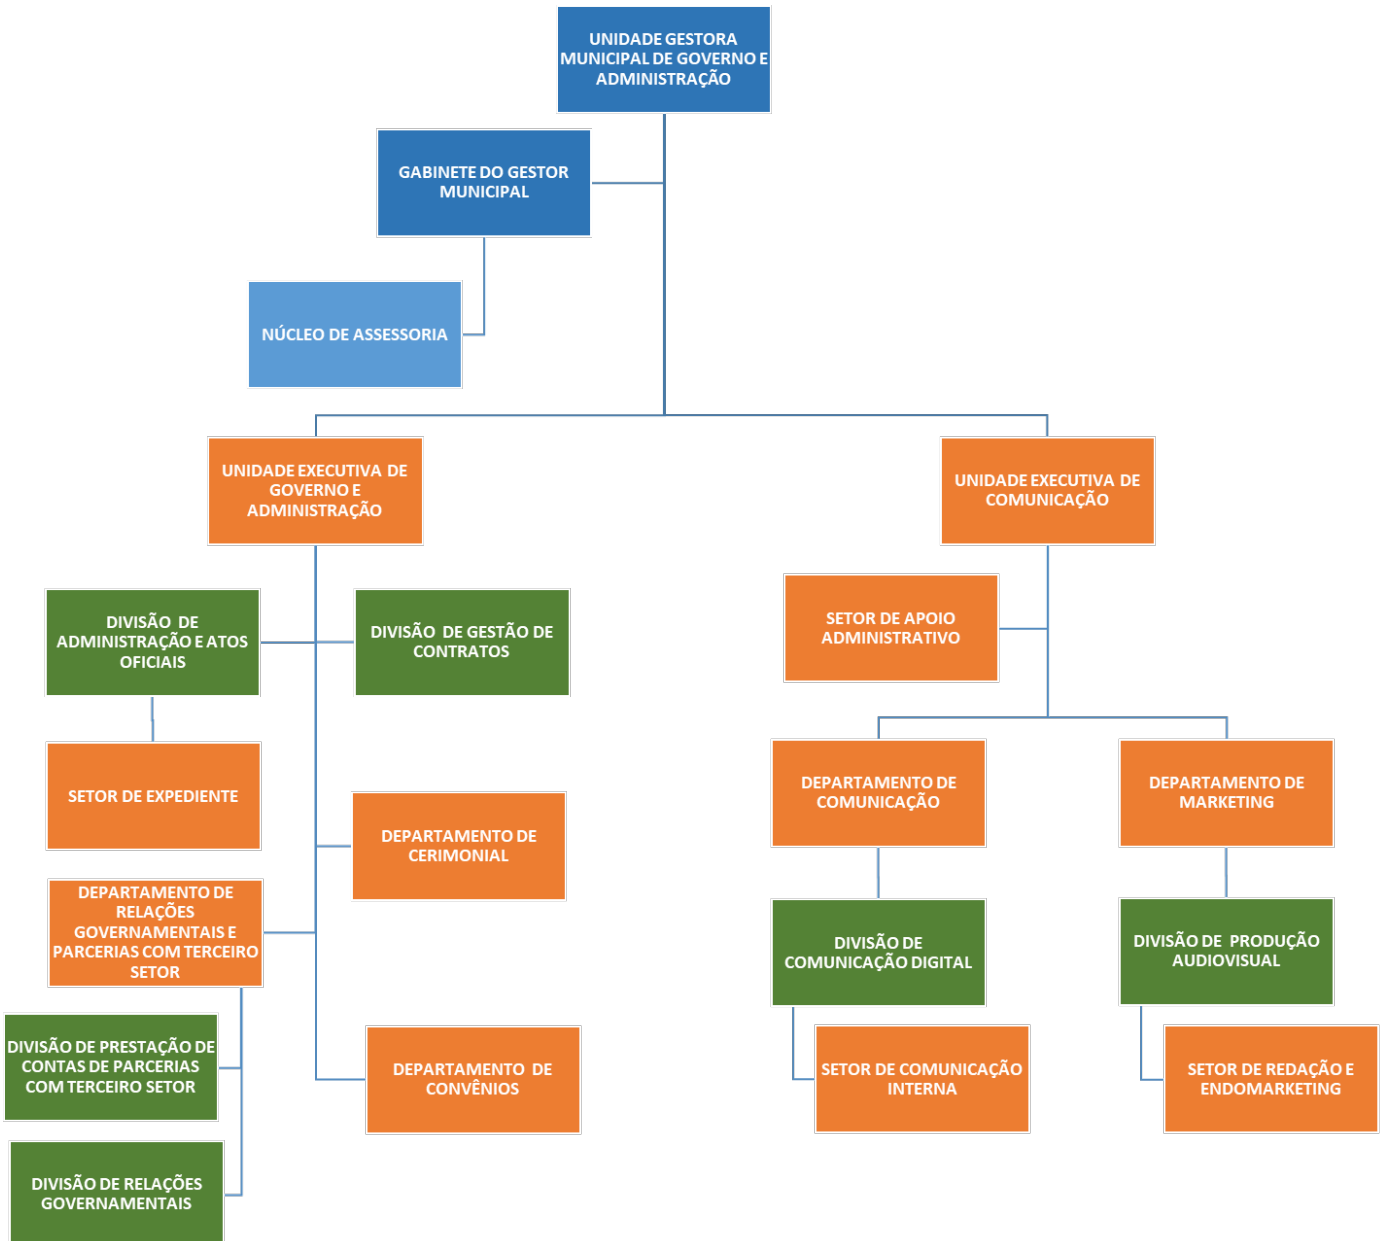 UNIDADE GESTORA
MUNICIPAL DE GOVERNO E
ADMINISTRAÇÃO
GABINETE DO GESTOR
MUNICIPAL
NÚCLEO DE ASSESSORIA
UNIDADE EXECUTIVA DE
GOVERNO E
ADMINISTRAÇÃO
UNIDADE EXECUTIVA DE
COMUNICAÇÃO
DIVISÃO DE
ADMINISTRAÇÃO E ATOS
OFICIAIS
DIVISÃO DE GESTÃO DE
CONTRATOS
SETOR DE APOIO
ADMINISTRATIVO
SETOR DE EXPEDIENTE
DEPARTAMENTO DE
CERIMONIAL
DEPARTAMENTO DE
COMUNICAÇÃO
DEPARTAMENTO DE
MARKETING
DEPARTAMENTO DE
RELAÇÕES
GOVERNAMENTAIS E
PARCERIAS COM TERCEIRO
SETOR
DIVISÃO DE
COMUNICAÇÃO DIGITAL
DIVISÃO DE PRODUÇÃO
AUDIOVISUAL
DIVISÃO DE PRESTAÇÃO DE
CONTAS DE PARCERIAS
COM TERCEIRO SETOR
DEPARTAMENTO DE
CONVÊNIOS
SETOR DE COMUNICAÇÃO
INTERNA
SETOR DE REDAÇÃO E
ENDOMARKETING
DIVISÃO DE RELAÇÕES
GOVERNAMENTAIS